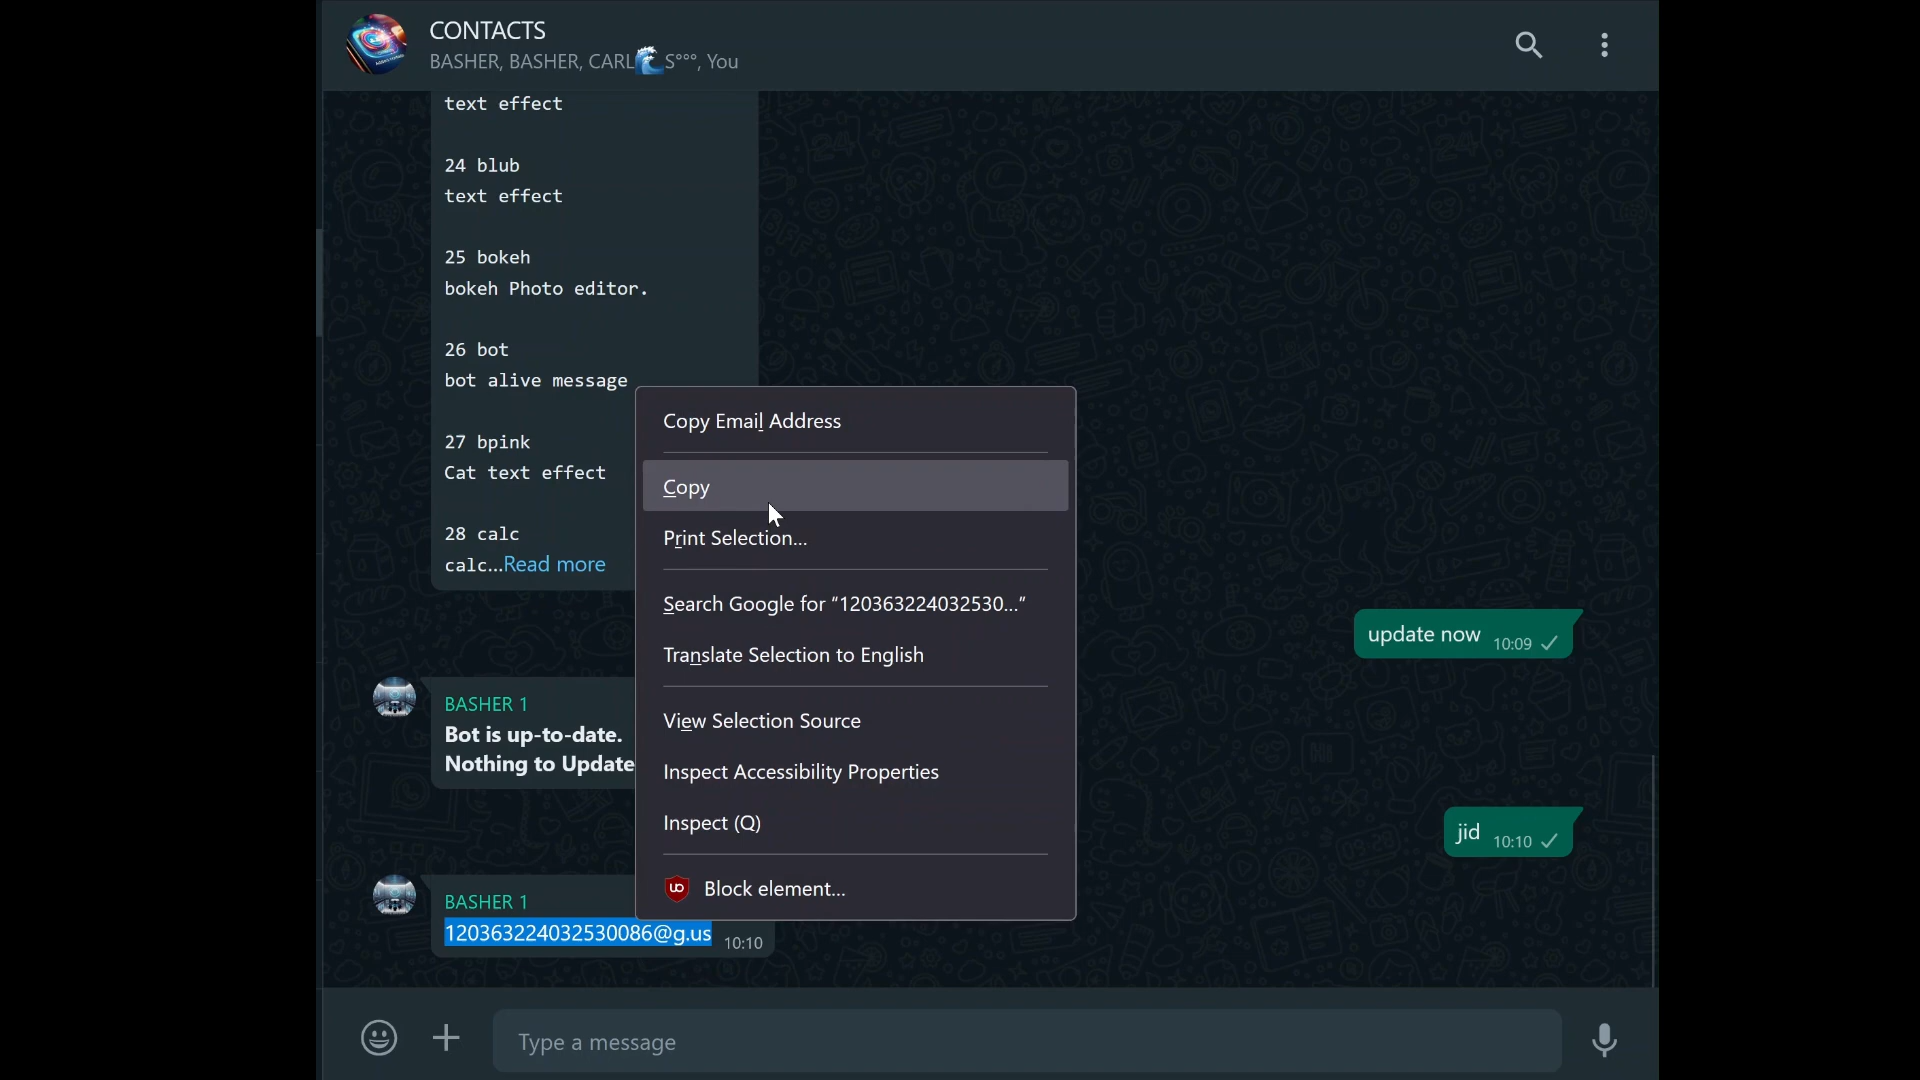 CONTACTS
BASHER, BASHER, CARL🌊S°°°, You
text effect
24 blub
text effect
25 bokeh
bokeh Photo editor.
26 bot
bot alive message
27 bpink
Cat text effect
28 calc
calc...Read more
update now 10:09
BASHER 1
Bot is up-to-date.
Nothing to Update
jid 10:10
BASHER 1
120363224032530086@g.us 10:10
Copy Email Address
Copy
Print Selection...
Search Google for “120363224032530...”
Translate Selection to English
View Selection Source
Inspect Accessibility Properties
Inspect (Q)
Block element...
Type a message